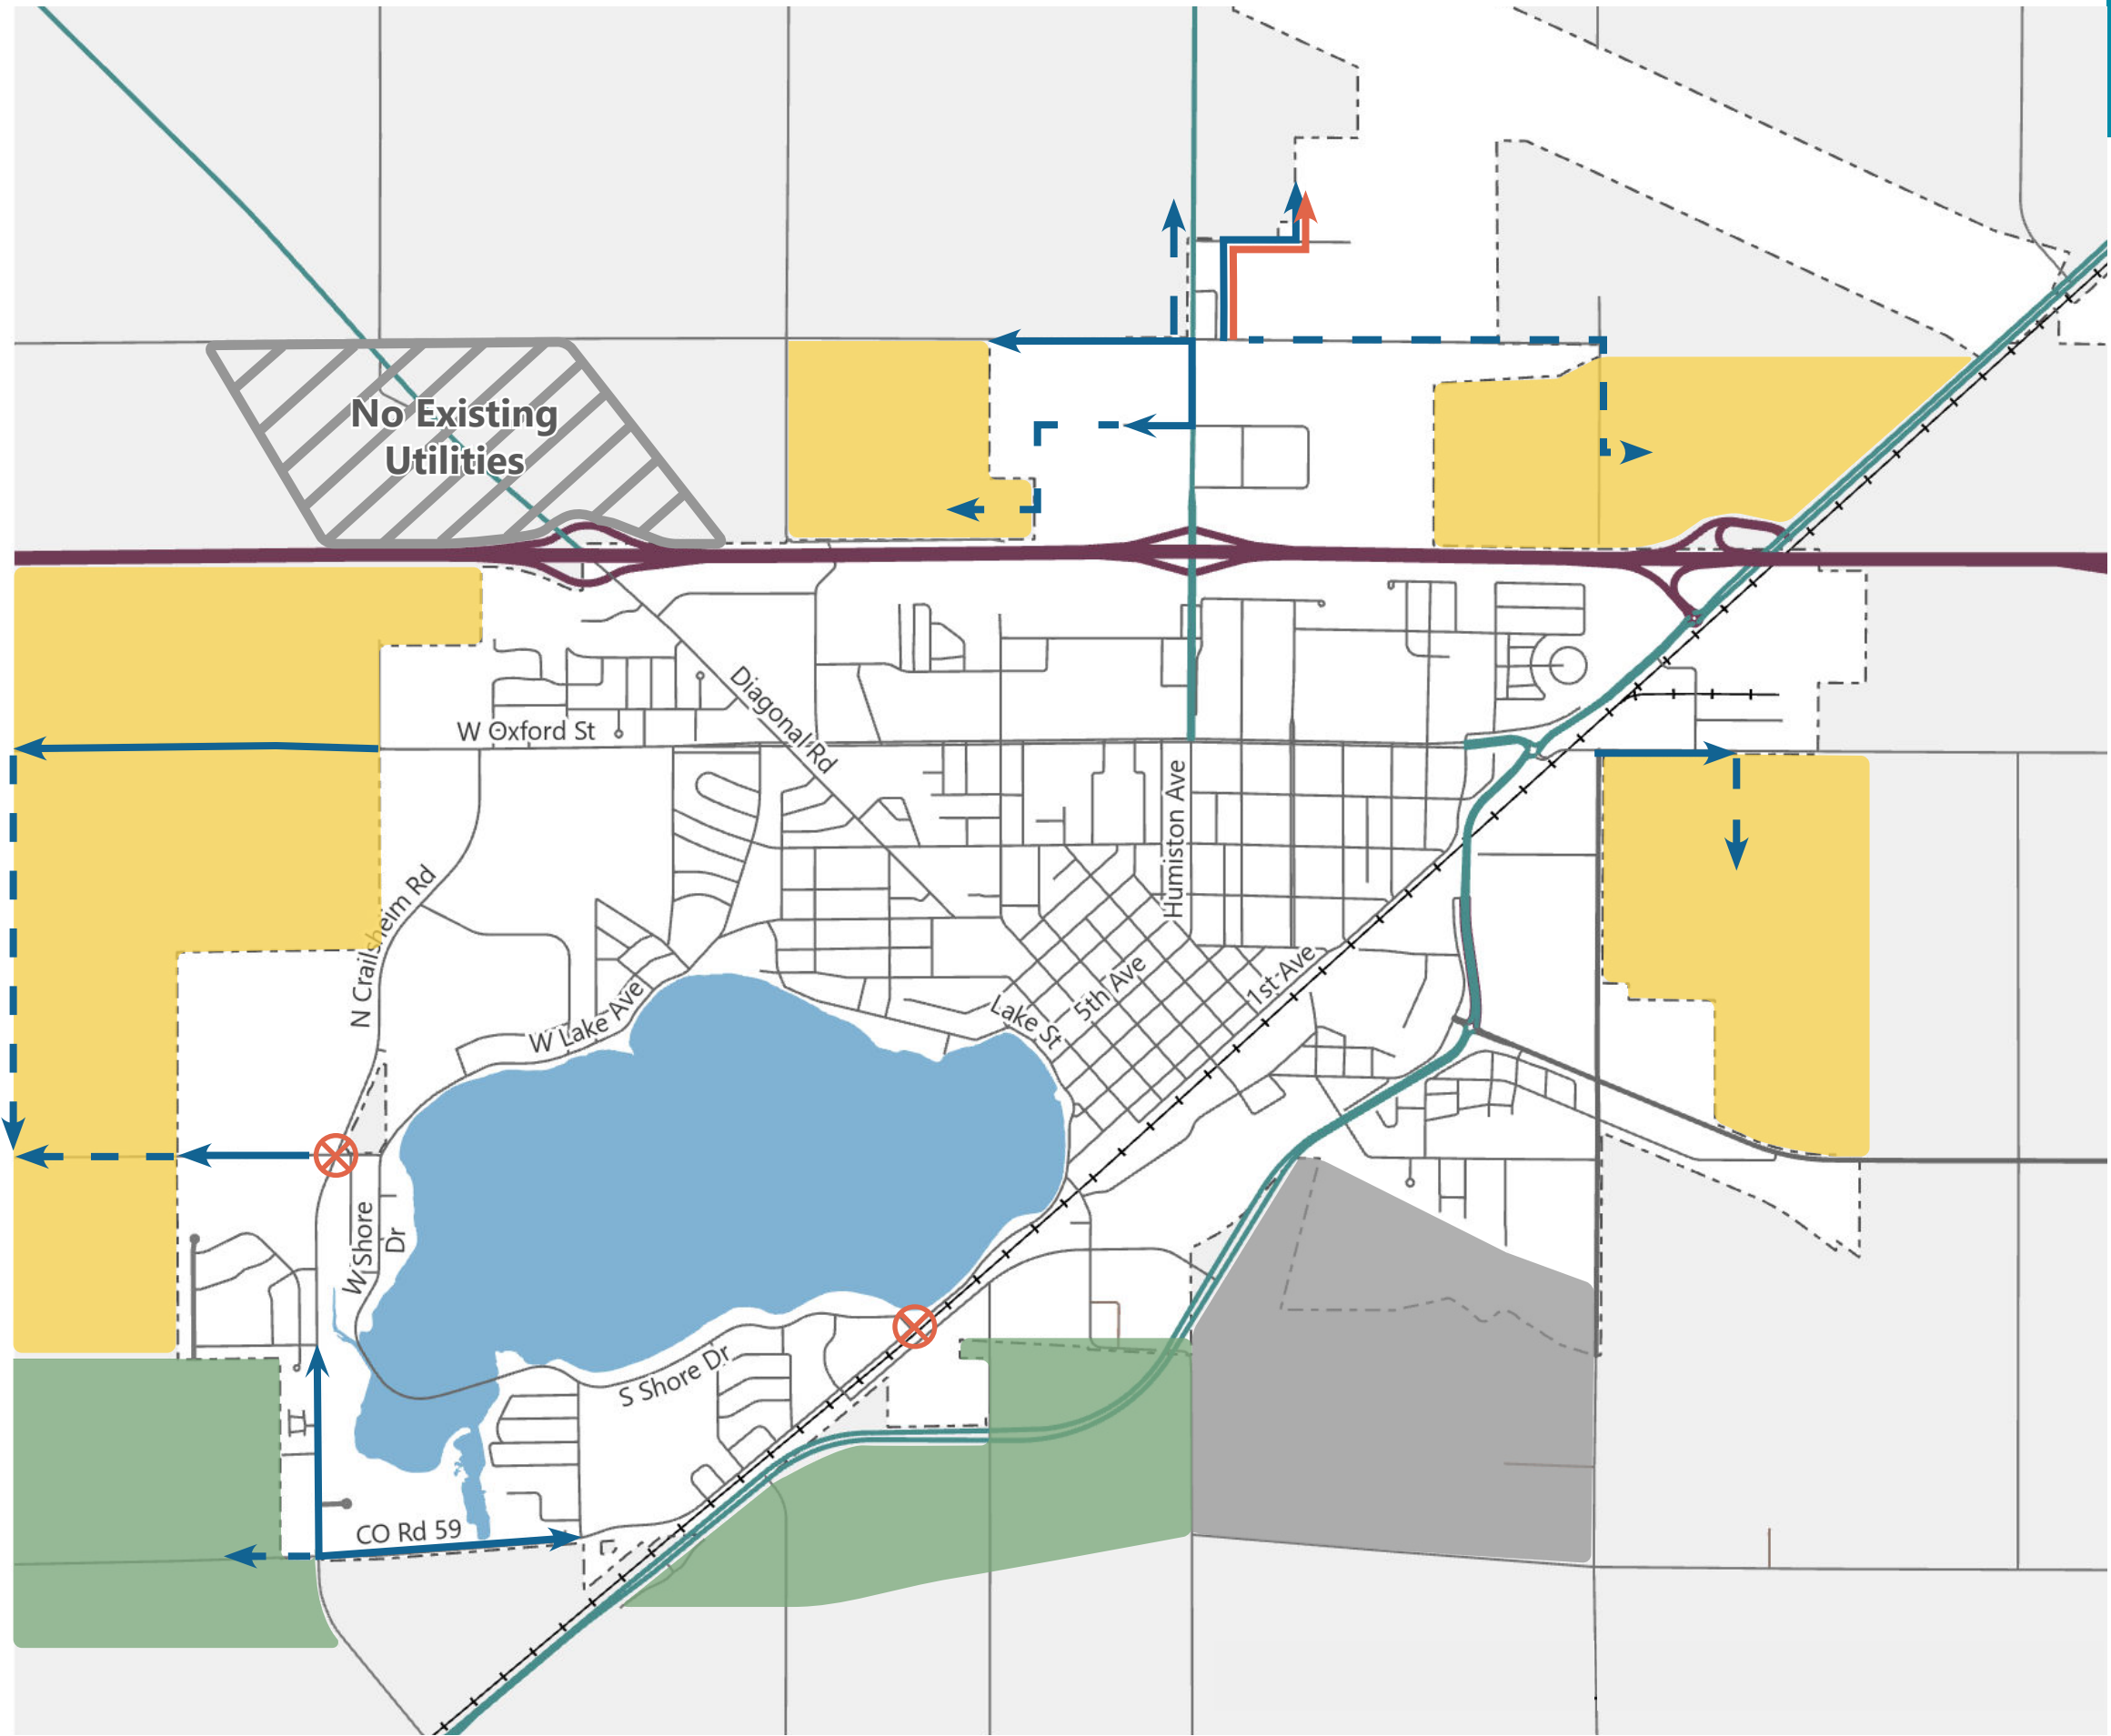 No Existing
Utilities
Diagonal Rd
W Oxford St
Humiston Ave
N Crailsheim Rd
W Lake Ave
Lake St
5th Ave
1st Ave
W Shore
Dr
S Shore Dr
CO Rd 59